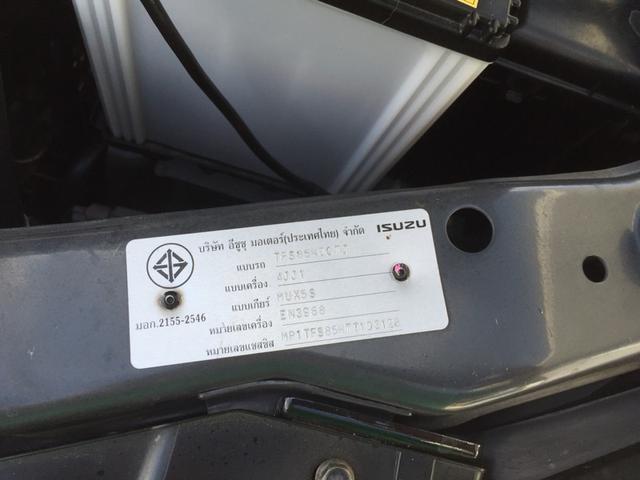 บริษัท อีซูซุ มอเตอร์(ประเทศไทย) จำกัด ISUZU
แบบรถ
แบบเครื่อง 4JJ1
แบบเกียร์ MUX5S
หมายเลขเครื่อง EN3968
หมายเลขแชสซิส
มอก.2155-2546